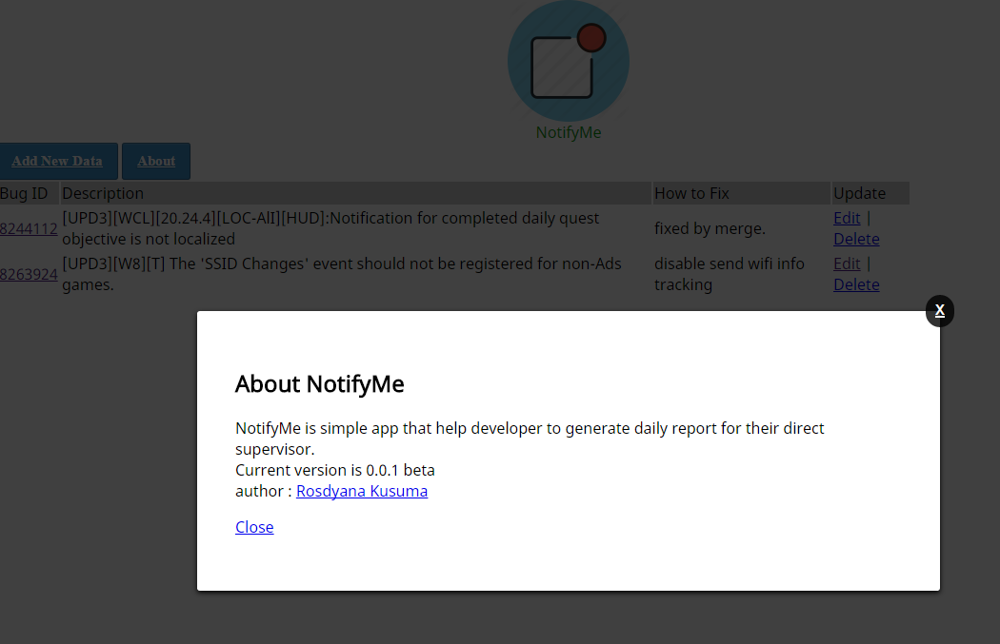 NotifyMe
Add New Data About
Bug ID Description How to Fix Update
8244112 [UPD3][WCL][20.24.4][LOC-AlI][HUD]:Notification for completed daily quest objective is not localized fixed by merge. Edit | Delete
8263924 [UPD3][W8][T] The 'SSID Changes' event should not be registered for non-Ads games. disable send wifi info tracking Edit | Delete
X
About NotifyMe
NotifyMe is simple app that help developer to generate daily report for their direct
supervisor.
Current version is 0.0.1 beta
author : Rosdyana Kusuma
Close